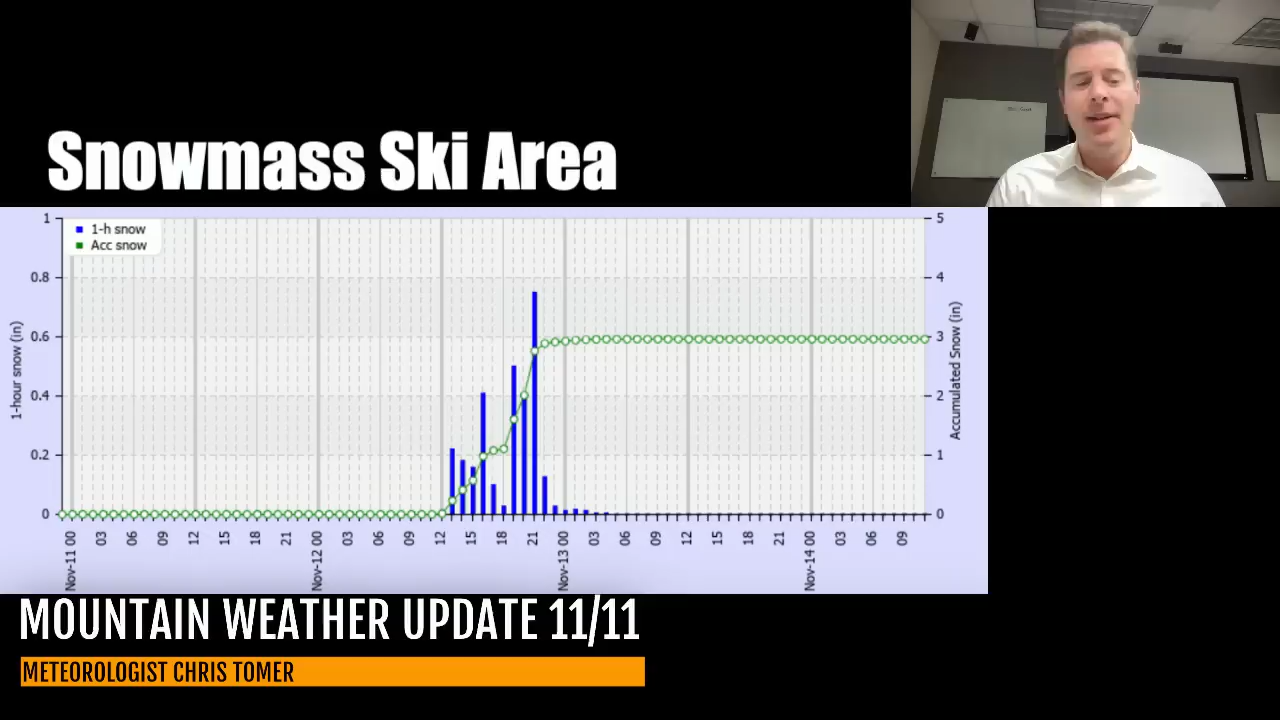 Snowmass Ski Area
1-h snow
Acc snow
1-hour snow (in)
1
0.8
0.6
0.4
0.2
0
5
4
3
2
1
0
Accumulated Snow (in)
Nov-11 00 03 06 09 12 15 18 21 Nov-12 00 03 06 09 12 15 18 21 Nov-13 00 03 06 09 12 15 18 21 Nov-14 00 03 06 09
MOUNTAIN WEATHER UPDATE 11/11
METEOROLOGIST CHRIS TOMER